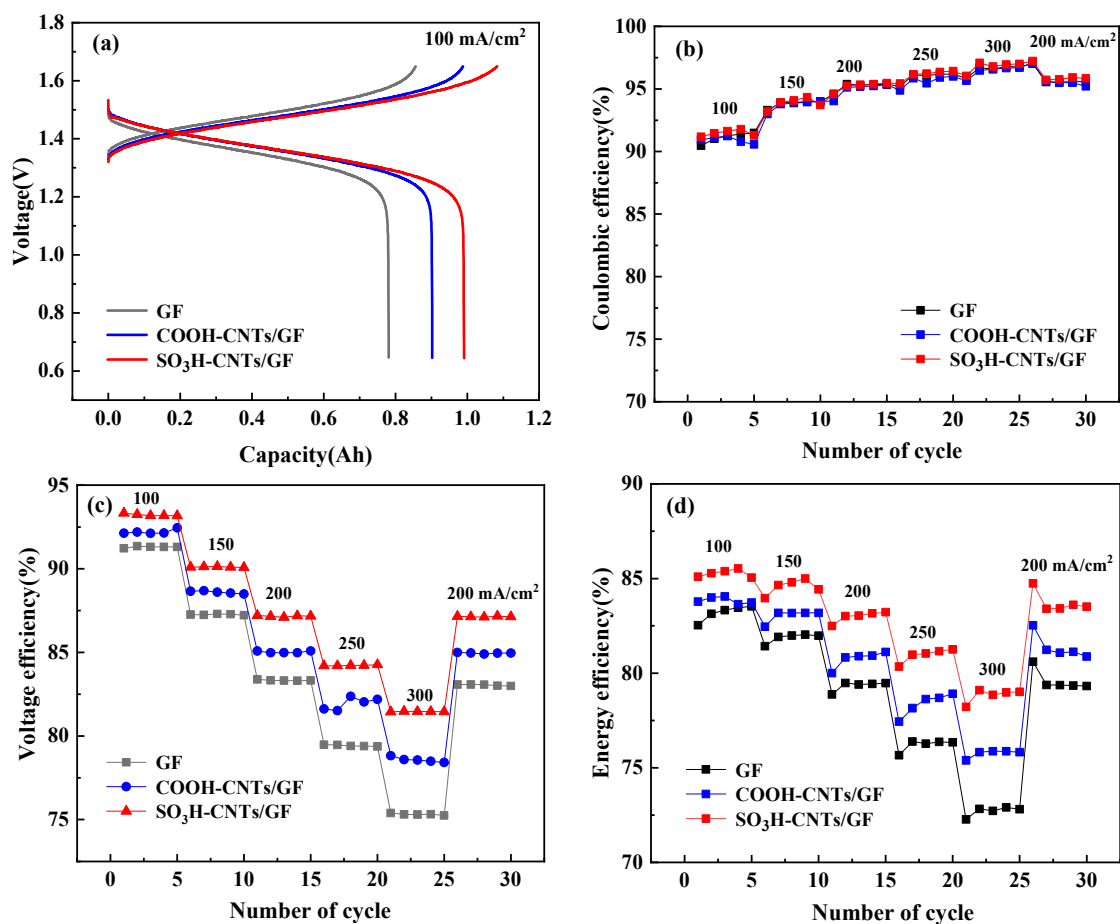 (a)
100 mA/cm²
Voltage(V)
1.8
1.6
1.4
1.2
1.0
0.8
0.6
GF
COOH-CNTs/GF
SO₃H-CNTs/GF
0.0 0.2 0.4 0.6 0.8 1.0 1.2
Capacity(Ah)
(b)
100 150 200 250 300 200 mA/cm²
Coulombic efficiency(%)
100
95
90
85
80
75
70
GF
COOH-CNTs/GF
SO₃H-CNTs/GF
0 5 10 15 20 25 30
Number of cycle
(c)
100
150
200
250
300
200 mA/cm²
Voltage efficiency(%)
95
90
85
80
75
GF
COOH-CNTs/GF
SO₃H-CNTs/GF
0 5 10 15 20 25 30
Number of cycle
(d)
100
150
200
250
300
200 mA/cm²
Energy efficiency(%)
90
85
80
75
70
GF
COOH-CNTs/GF
SO₃H-CNTs/GF
0 5 10 15 20 25 30
Number of cycle